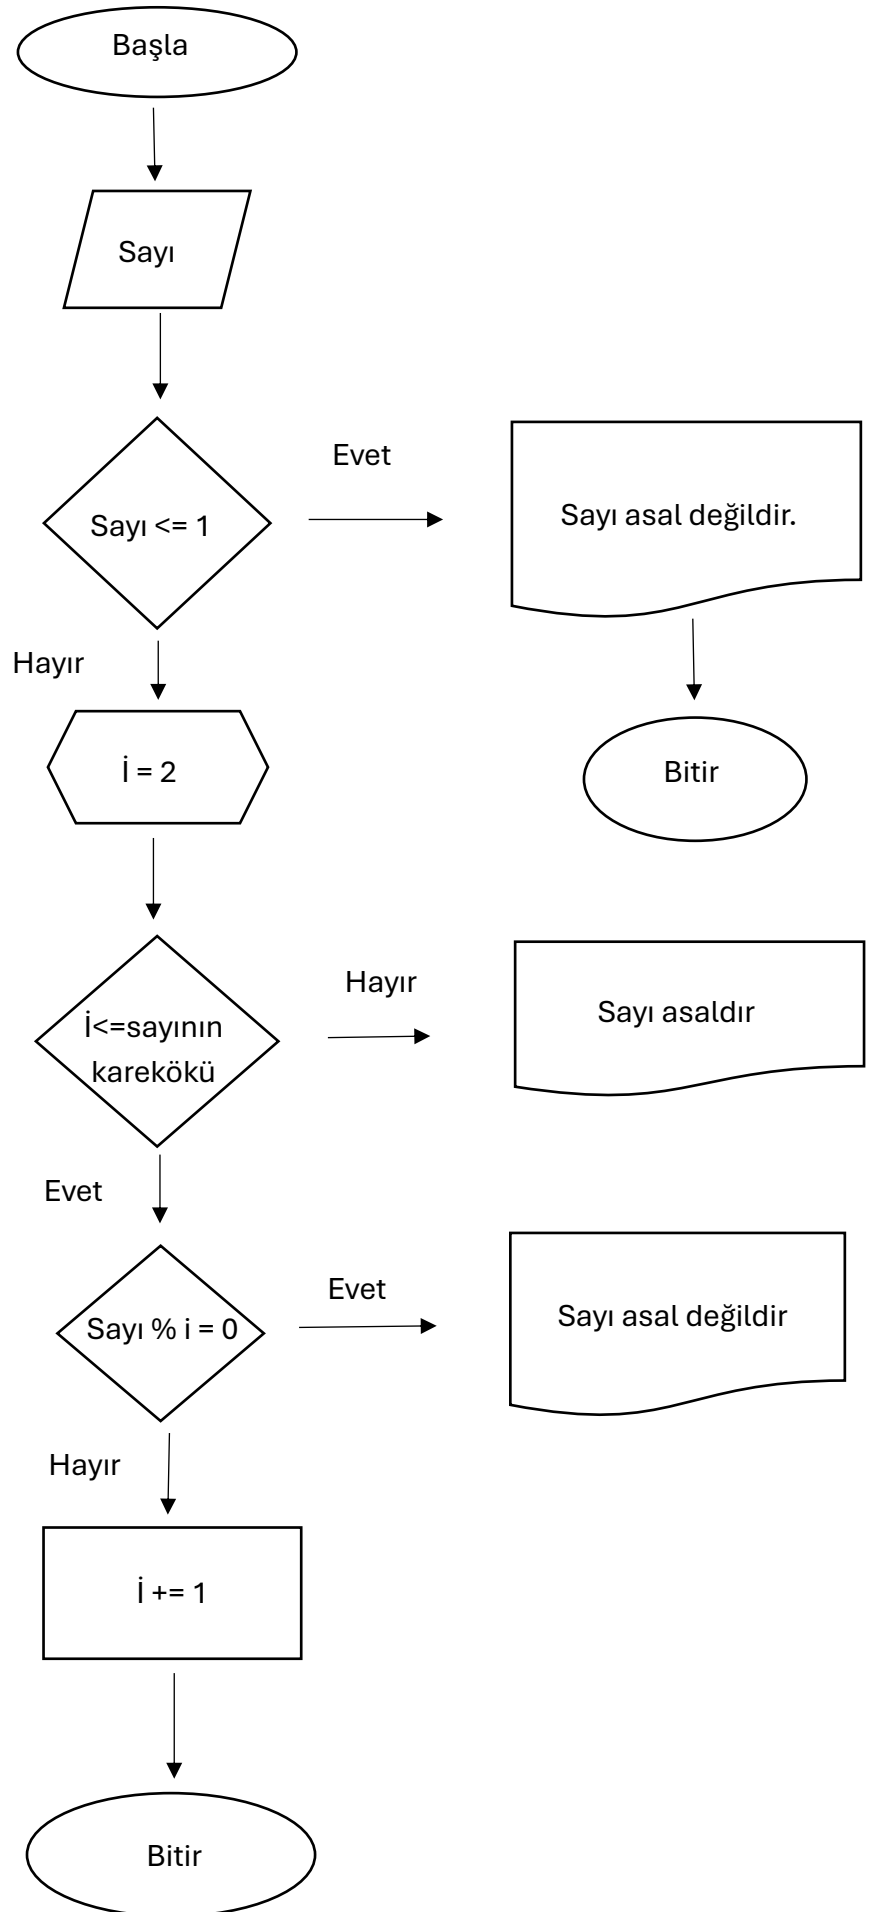 Başla
Sayı
Evet
Sayı <= 1
Sayı asal değildir.
Hayır
İ = 2
Bitir
Hayır
İ<=sayının
karekökü
Sayı asaldır
Evet
Evet
Sayı % i = 0
Sayı asal değildir
Hayır
İ += 1
Bitir